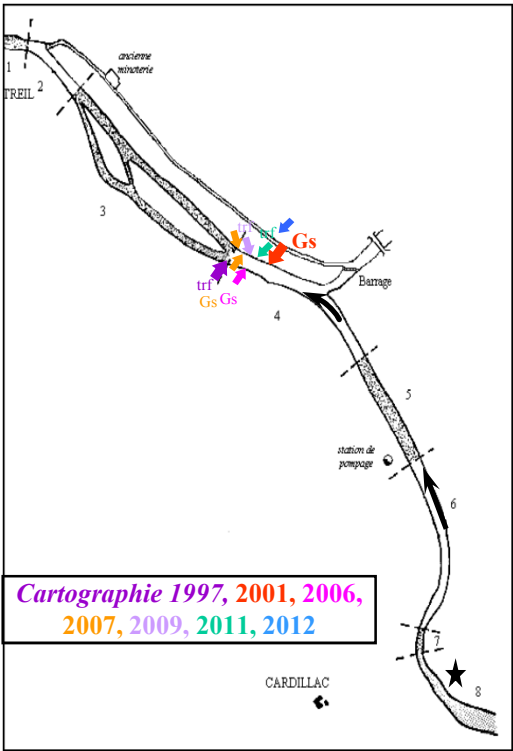 r
ancienne
minoterie
1
2
TREIL
3
trf
trf
Gs
Barrage
trf
Gs
Gs
4
5
station de
pompage
6
Cartographie 1997, 2001, 2006,
2007, 2009, 2011, 2012
7
CARDILLAC
8